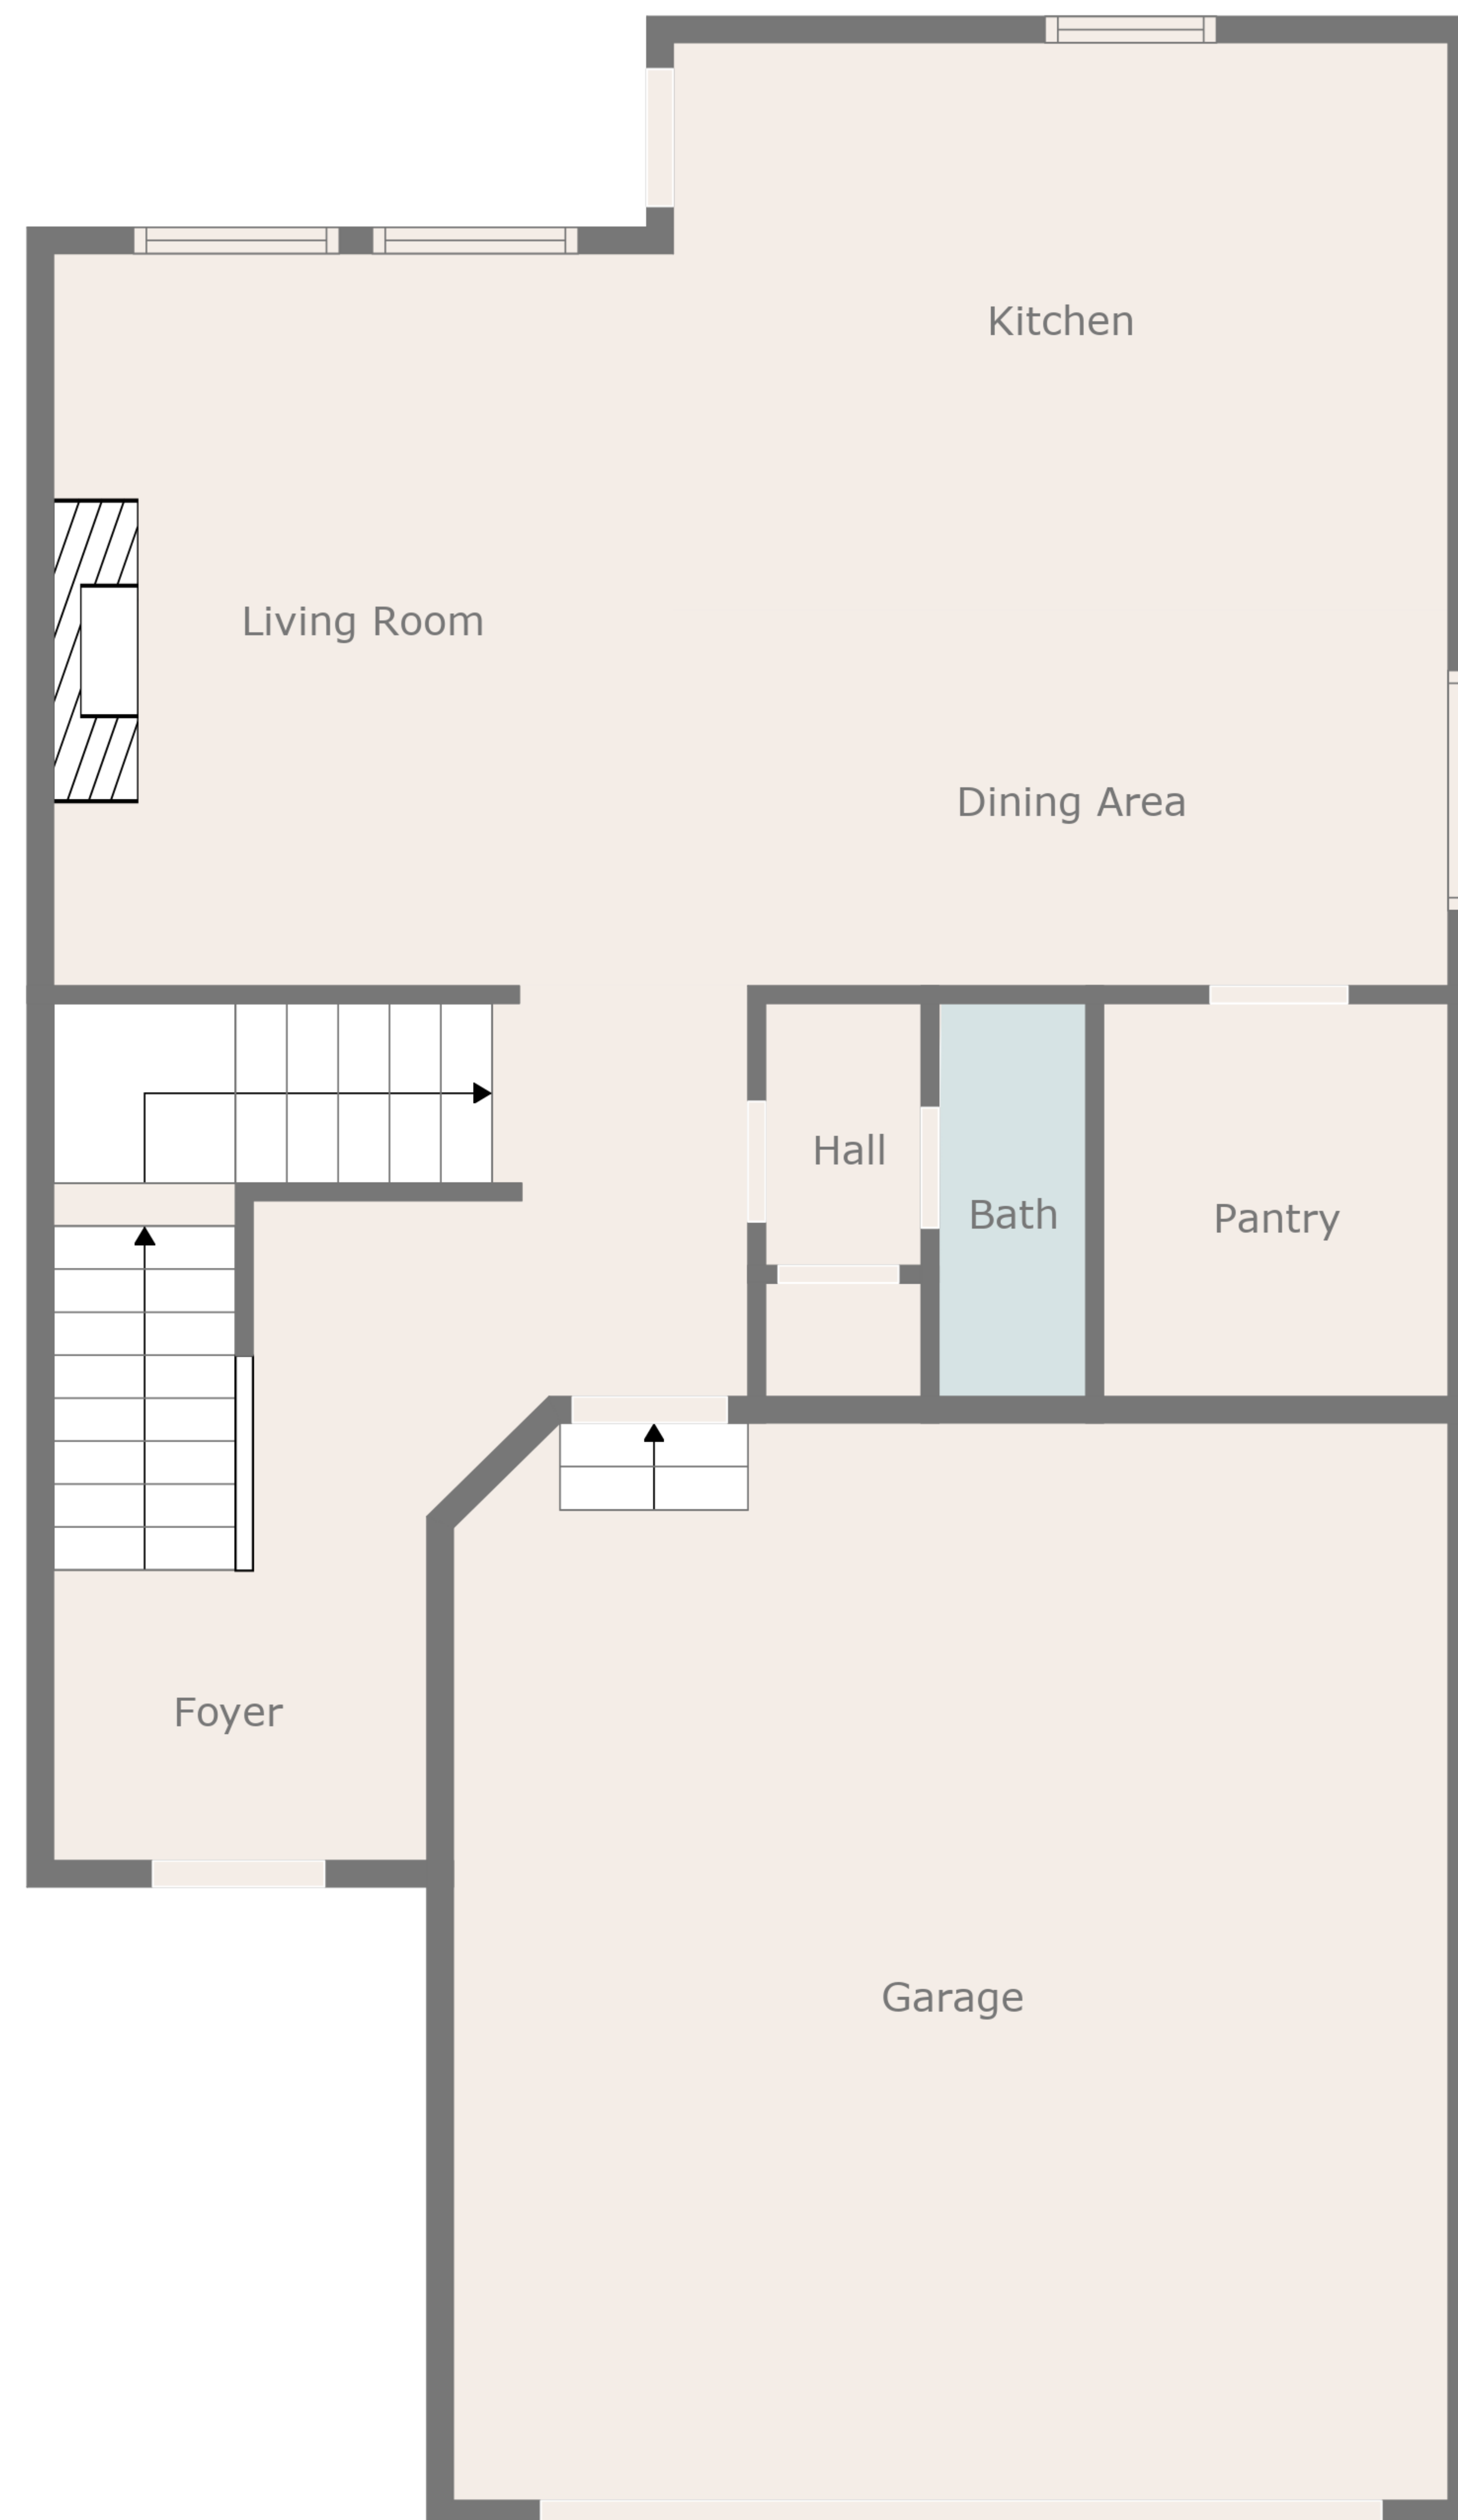 Kitchen
Living Room
Dining Area
Hall
Bath
Pantry
Foyer
Garage